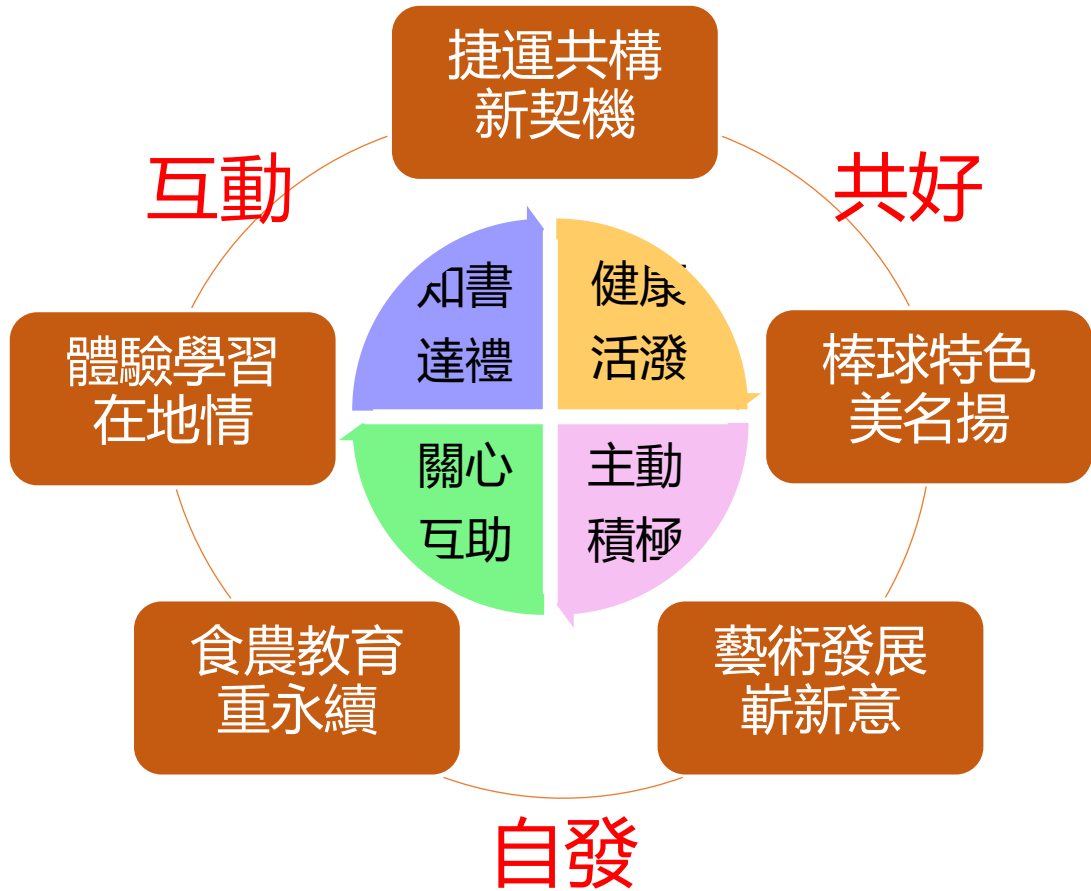 捷運共構
新契機
互動
共好
知書
達禮
健康
活潑
體驗學習
在地情
棒球特色
美名揚
關心
互助
主動
積極
食農教育
重永續
藝術發展
嶄新意
自發